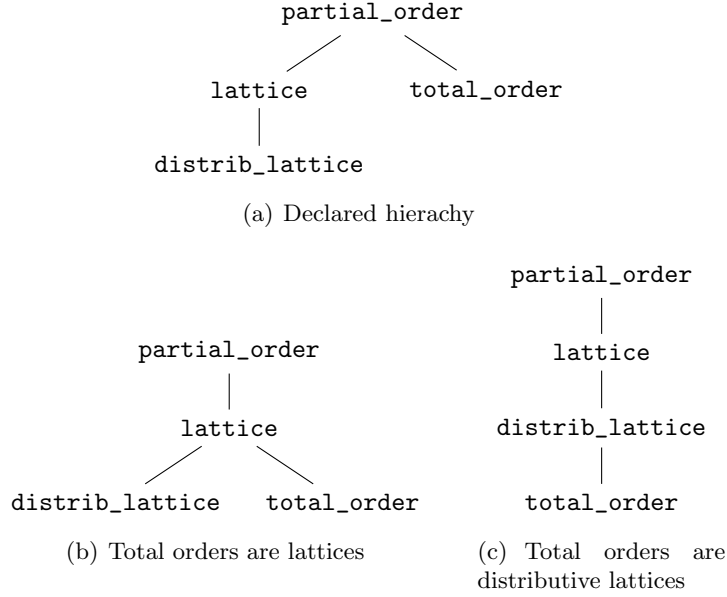 partial_order
lattice total_order
distrib_lattice
(a) Declared hierachy
partial_order
lattice
distrib_lattice total_order
(b) Total orders are lattices
partial_order
lattice
distrib_lattice
total_order
(c) Total orders are
distributive lattices